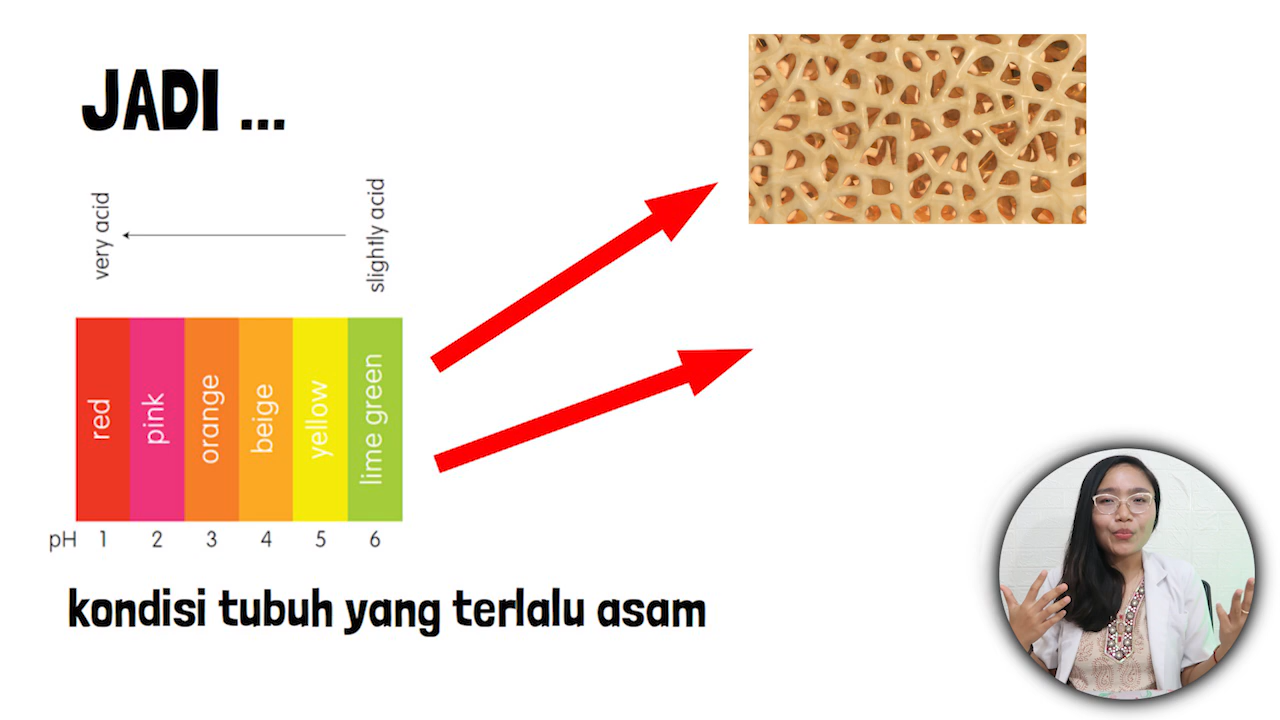 JADI ...
very acid
slightly acid
red
pink
orange
beige
yellow
lime green
pH 1 2 3 4 5 6
kondisi tubuh yang terlalu asam